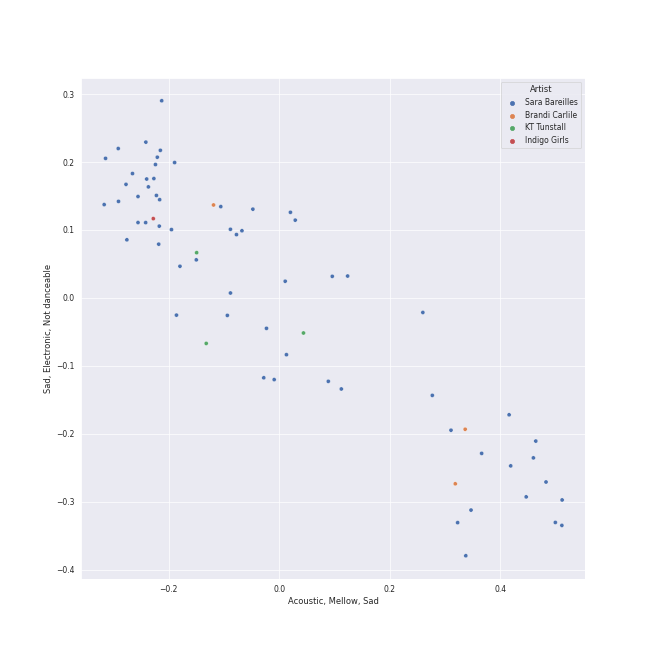 Artist
Sara Bareilles
Brandi Carlile
KT Tunstall
Indigo Girls
0.3
0.2
0.1
0.0
−0.1
−0.2
−0.3
−0.4
Sad, Electronic, Not danceable
−0.2
0.0
0.2
0.4
Acoustic, Mellow, Sad